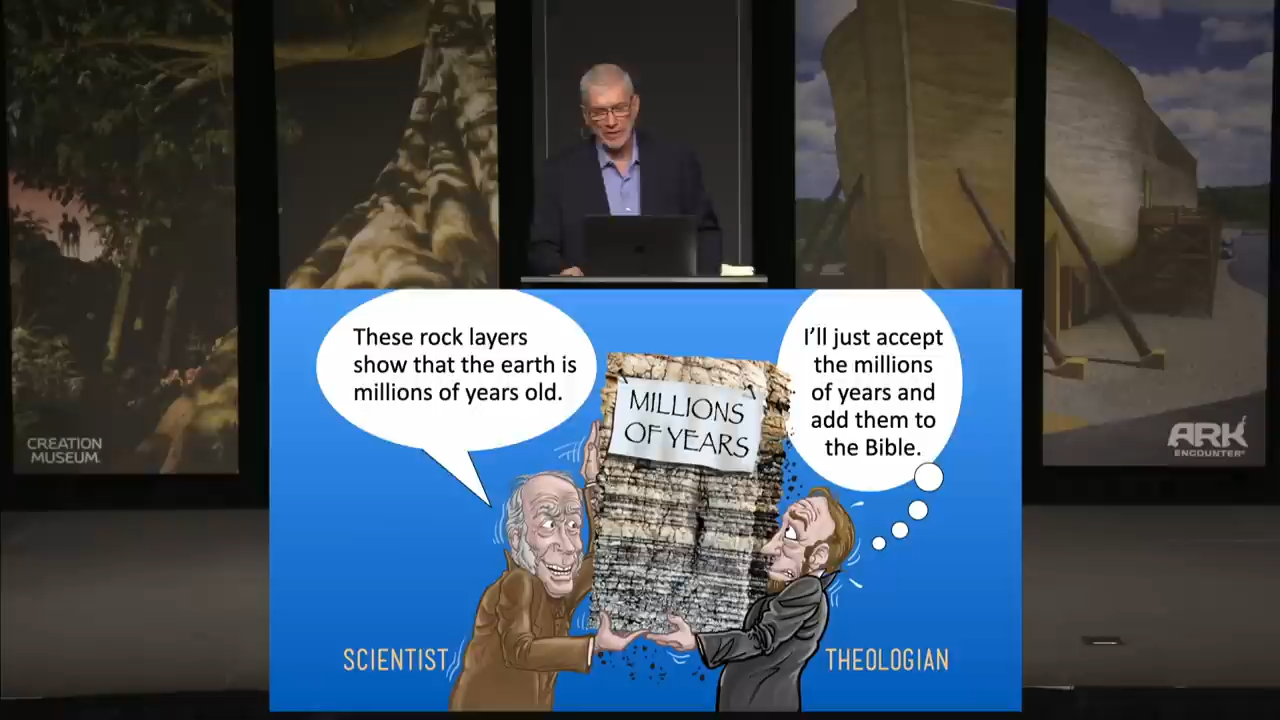 These rock layers
show that the earth is
millions of years old.
MILLIONS
OF YEARS
I’ll just accept
the millions
of years and
add them to
the Bible.
SCIENTIST
THEOLOGIAN
CREATION
MUSEUM
ARK
ENCOUNTER